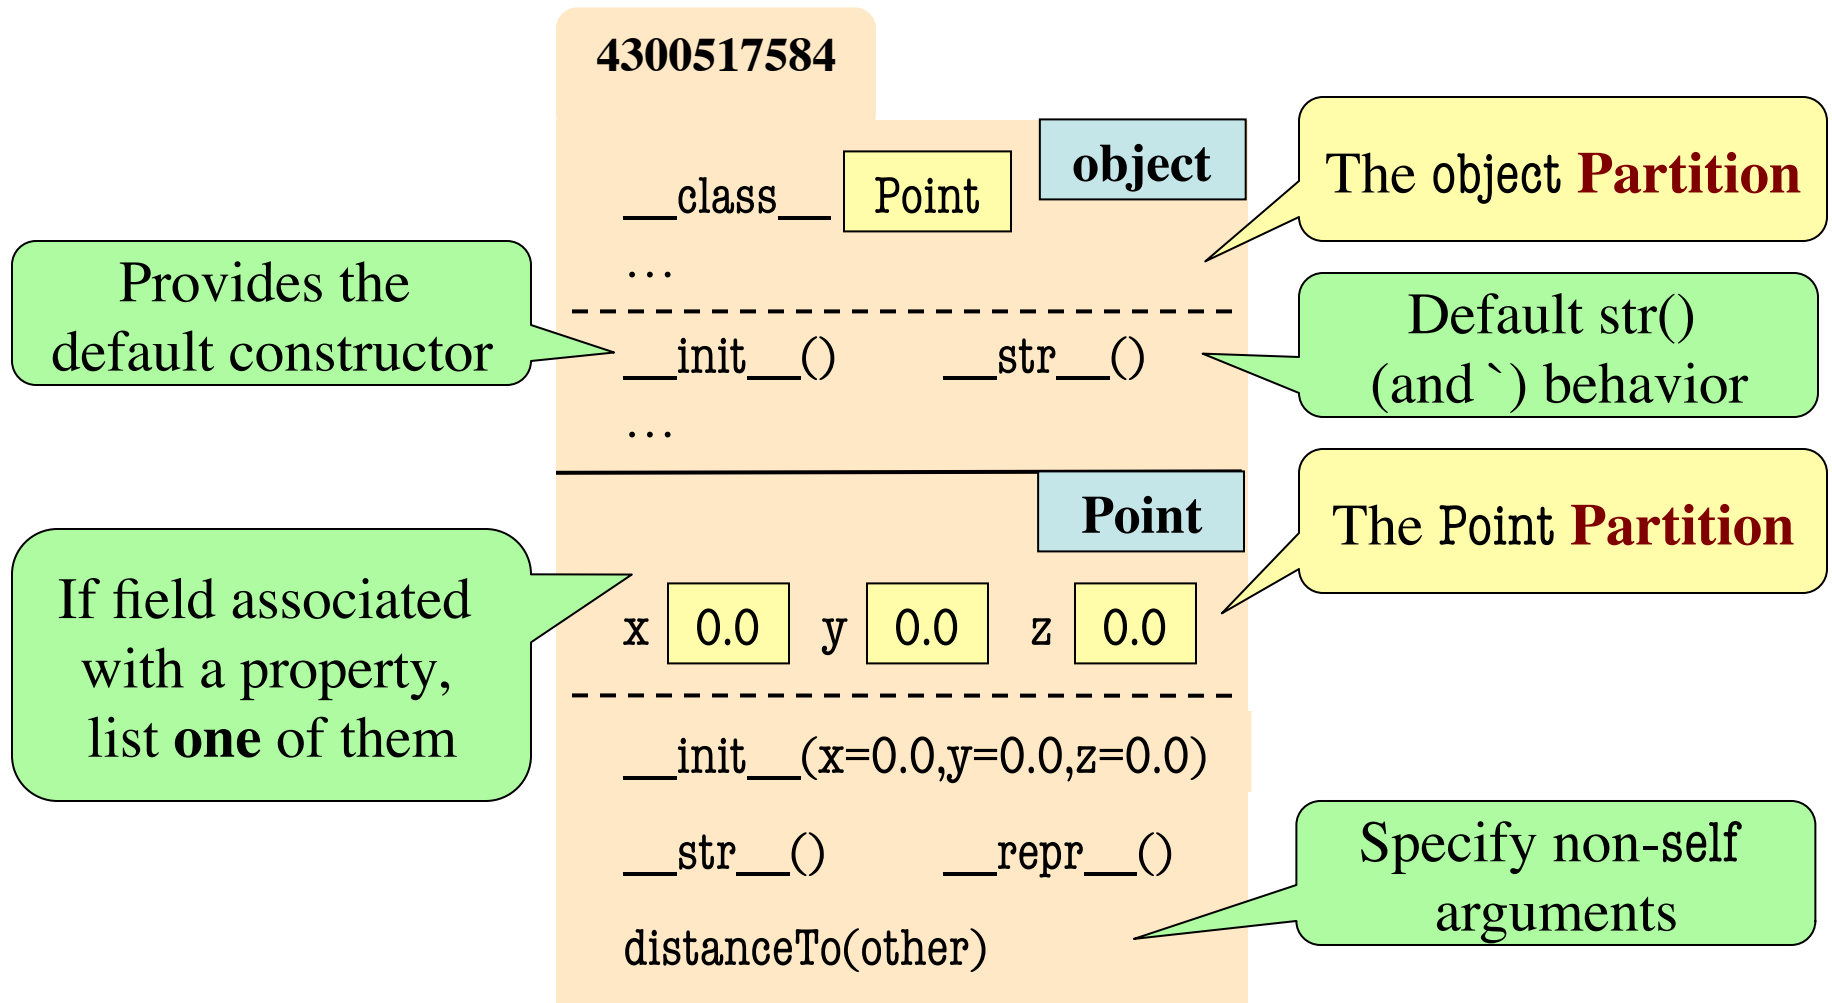 4300517584
object
The object Partition
__class__ Point
...
Provides the
default constructor
__init__() __str__()
Default str()
(and `) behavior
...
Point
The Point Partition
If field associated
with a property,
list one of them
x 0.0 y 0.0 z 0.0
__init__(x=0.0,y=0.0,z=0.0)
__str__() __repr__()
Specify non-self
arguments
distanceTo(other)